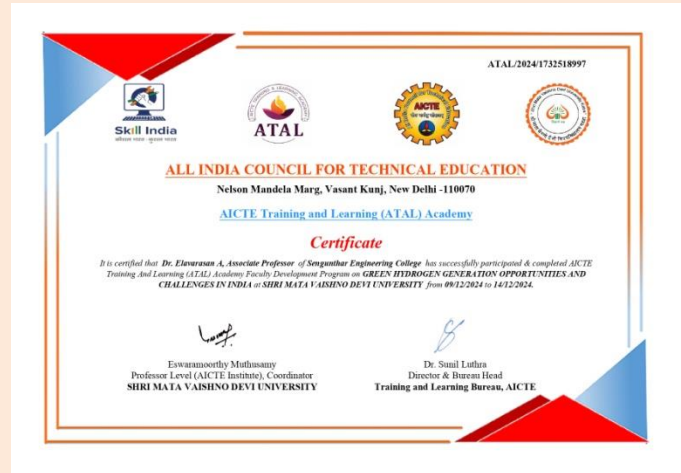 ATAL/2024/1732518997
Skill India
कौशल भारत - कुशल भारत
ATAL
AICTE
ALL INDIA COUNCIL FOR TECHNICAL EDUCATION
Nelson Mandela Marg, Vasant Kunj, New Delhi -110070
AICTE Training and Learning (ATAL) Academy
Certificate
It is certified that Dr. Elavarasan A, Associate Professor of Sengunthar Engineering College has successfully participated & completed AICTE
Training And Learning (ATAL) Academy Faculty Development Program on GREEN HYDROGEN GENERATION OPPORTUNITIES AND
CHALLENGES IN INDIA at SHRI MATA VAISHNO DEVI UNIVERSITY from 09/12/2024 to 14/12/2024.
Eswaramoorthy Muthusamy
Professor Level (AICTE Institute), Coordinator
SHRI MATA VAISHNO DEVI UNIVERSITY
Dr. Sunil Luthra
Director & Bureau Head
Training and Learning Bureau, AICTE